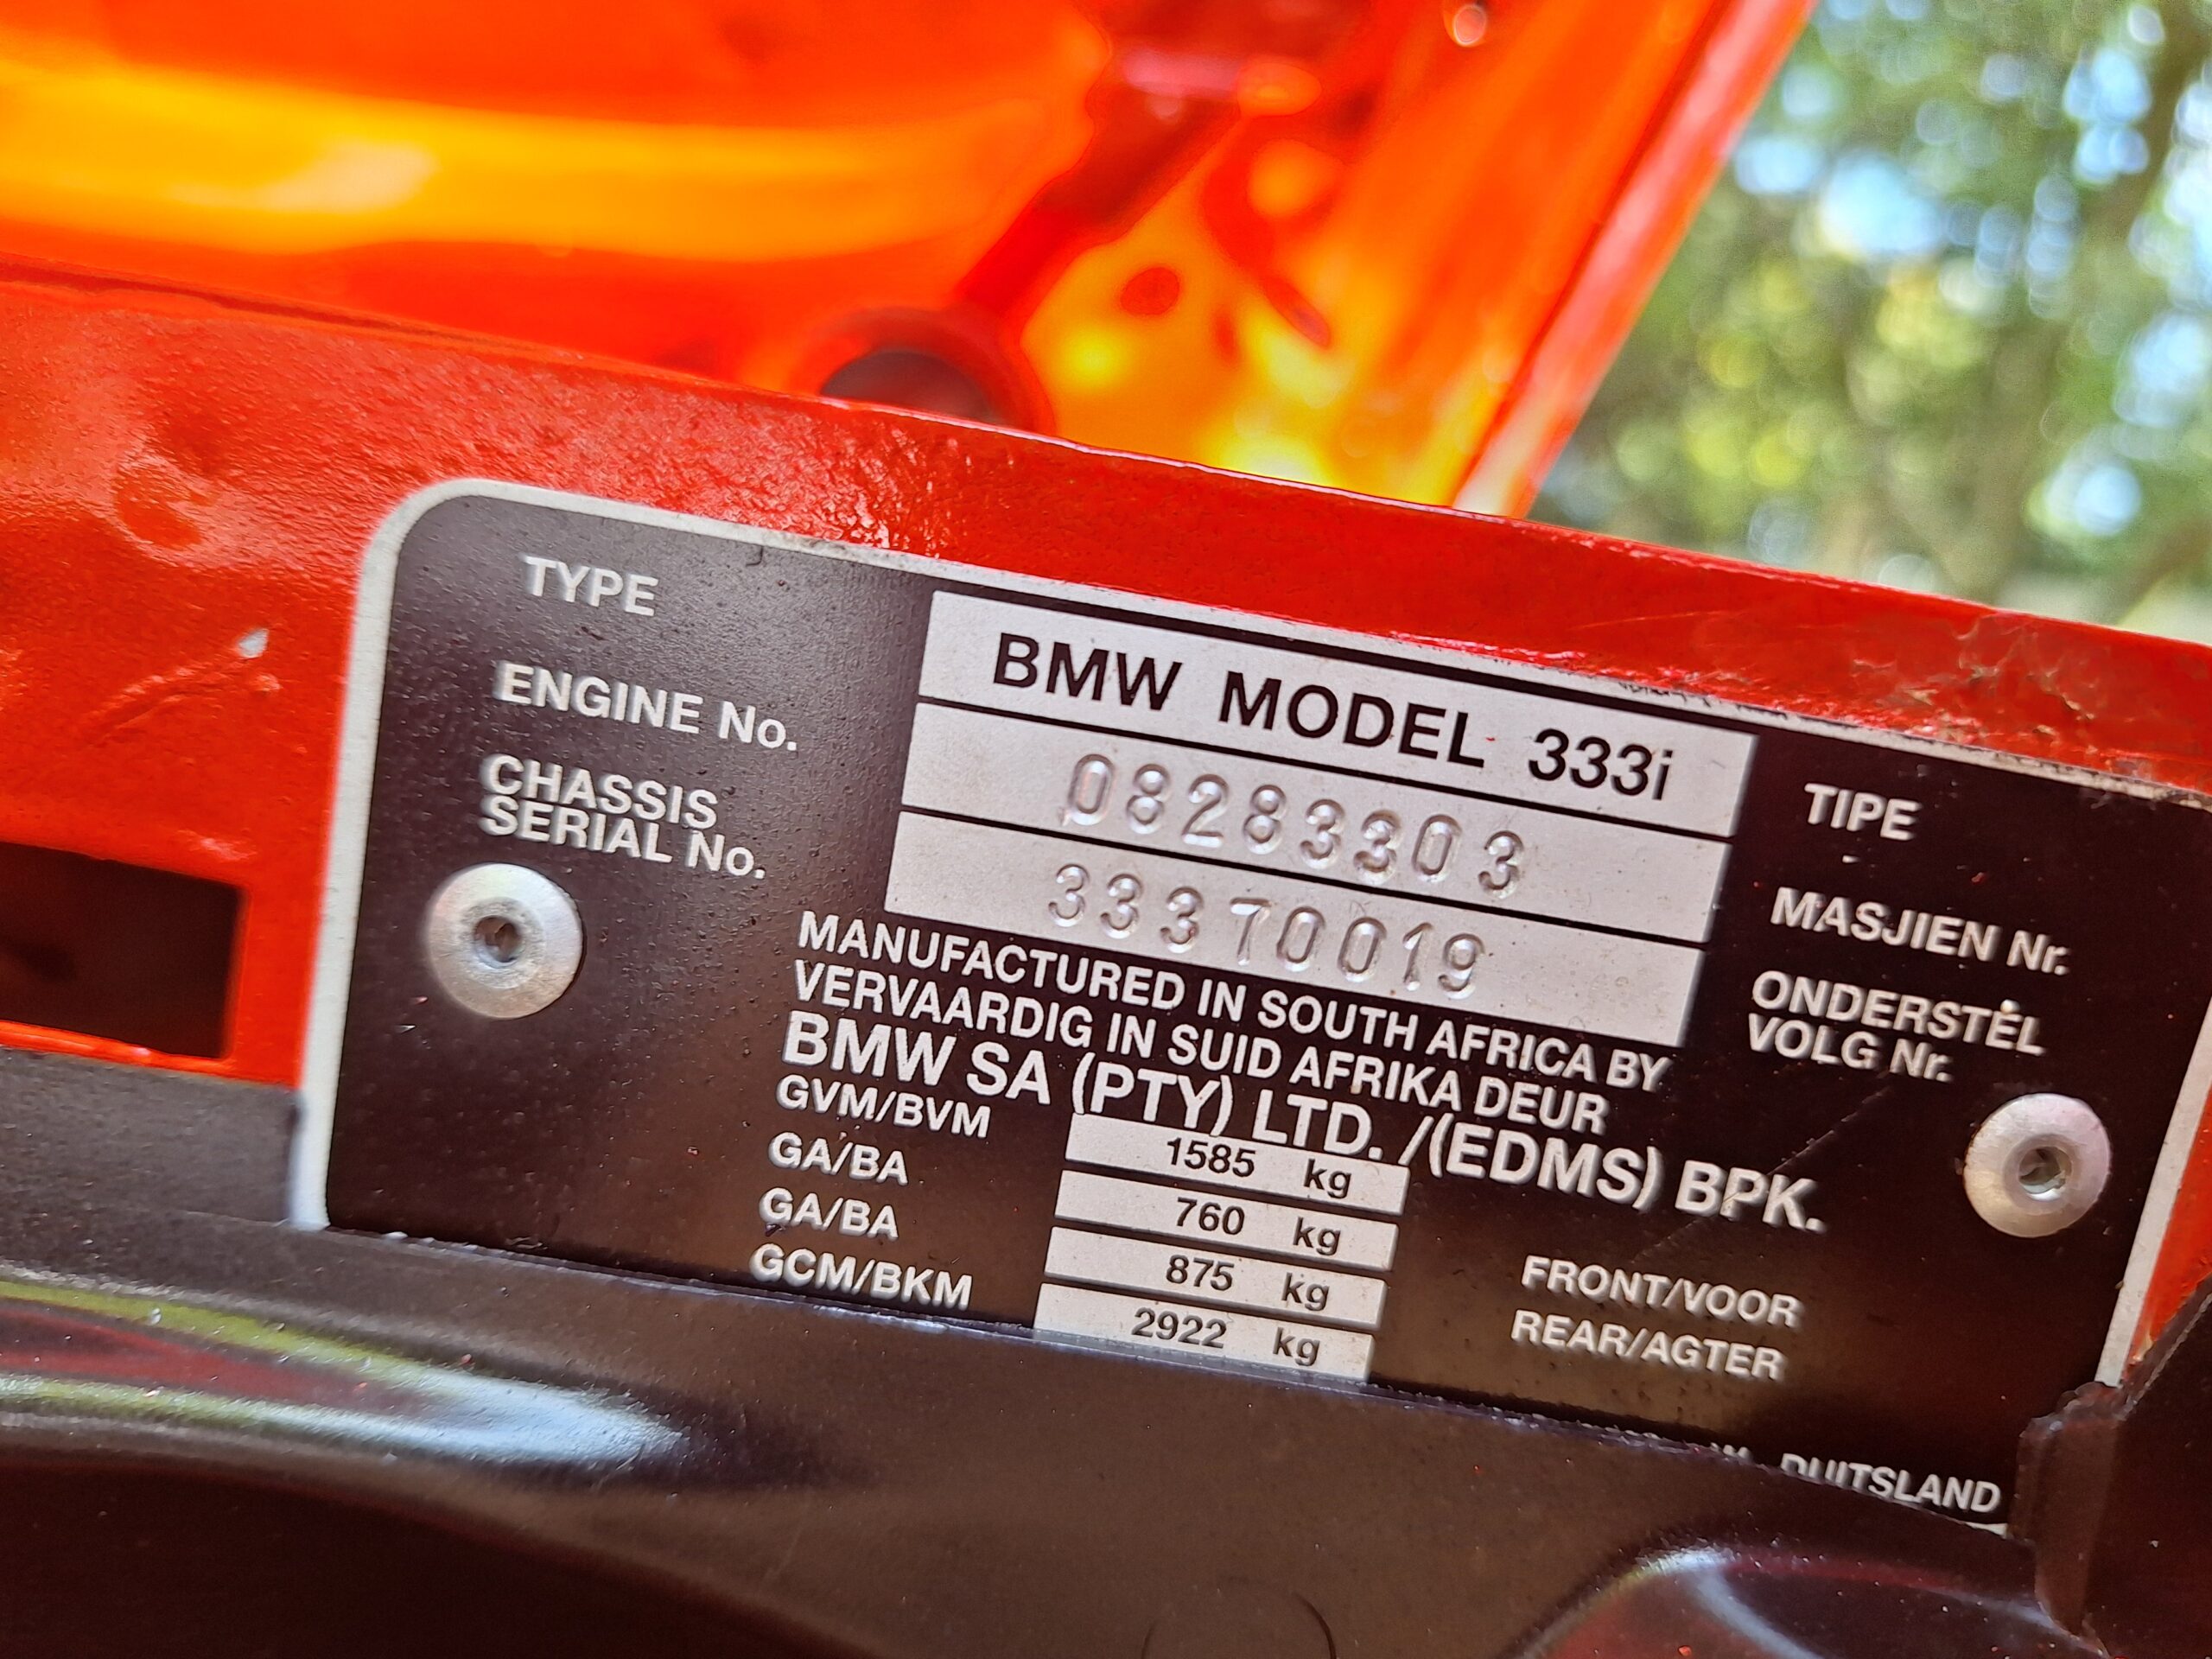 TYPE BMW MODEL 333i TIPE
ENGINE No. 08283303 MASJIEN Nr.
CHASSIS
SERIAL No. 33370019 ONDERSTEL
VOLG Nr.
MANUFACTURED IN SOUTH AFRICA BY
VERVAARDIG IN SUID AFRIKA DEUR
BMW SA (PTY) LTD. /(EDMS) BPK.
GVM/BVM 1585 kg
GA/BA 760 kg FRONT/VOOR
GA/BA 875 kg REAR/AGTER
GCM/BKM 2922 kg
DUITSLAND